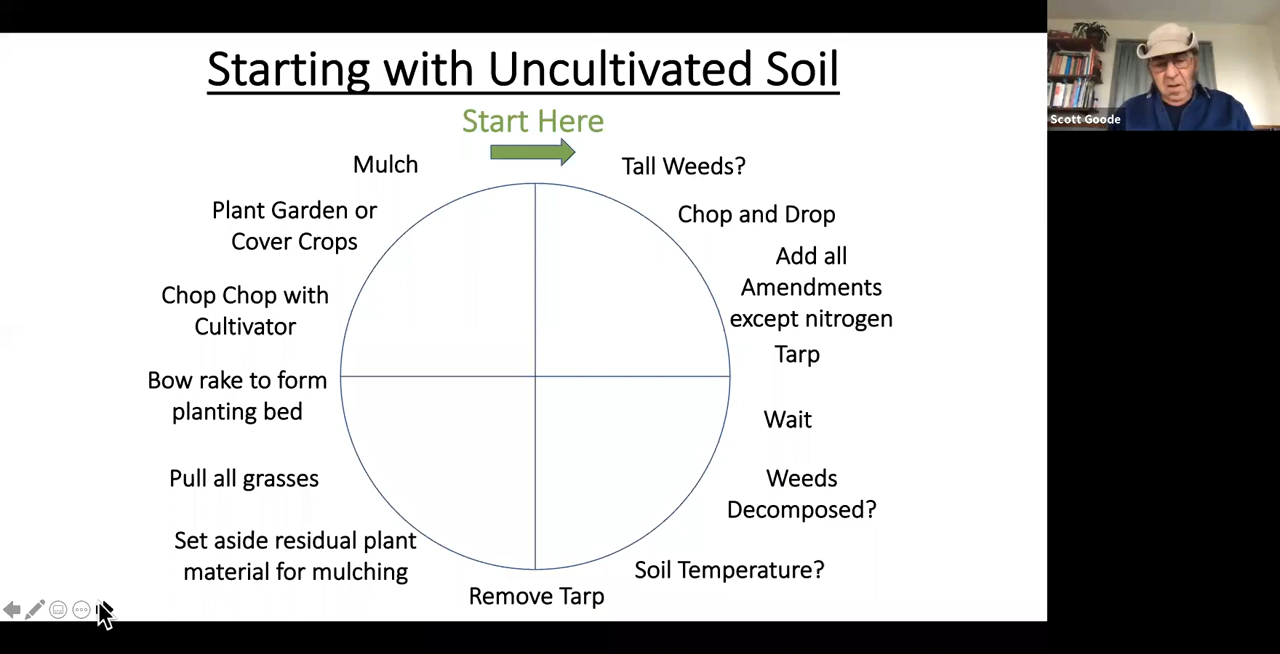 Starting with Uncultivated Soil
Start Here
Tall Weeds?
Chop and Drop
Add all
Amendments
except nitrogen
Tarp
Wait
Weeds
Decomposed?
Soil Temperature?
Remove Tarp
Set aside residual plant
material for mulching
Pull all grasses
Bow rake to form
planting bed
Chop Chop with
Cultivator
Plant Garden or
Cover Crops
Mulch
Scott Goode